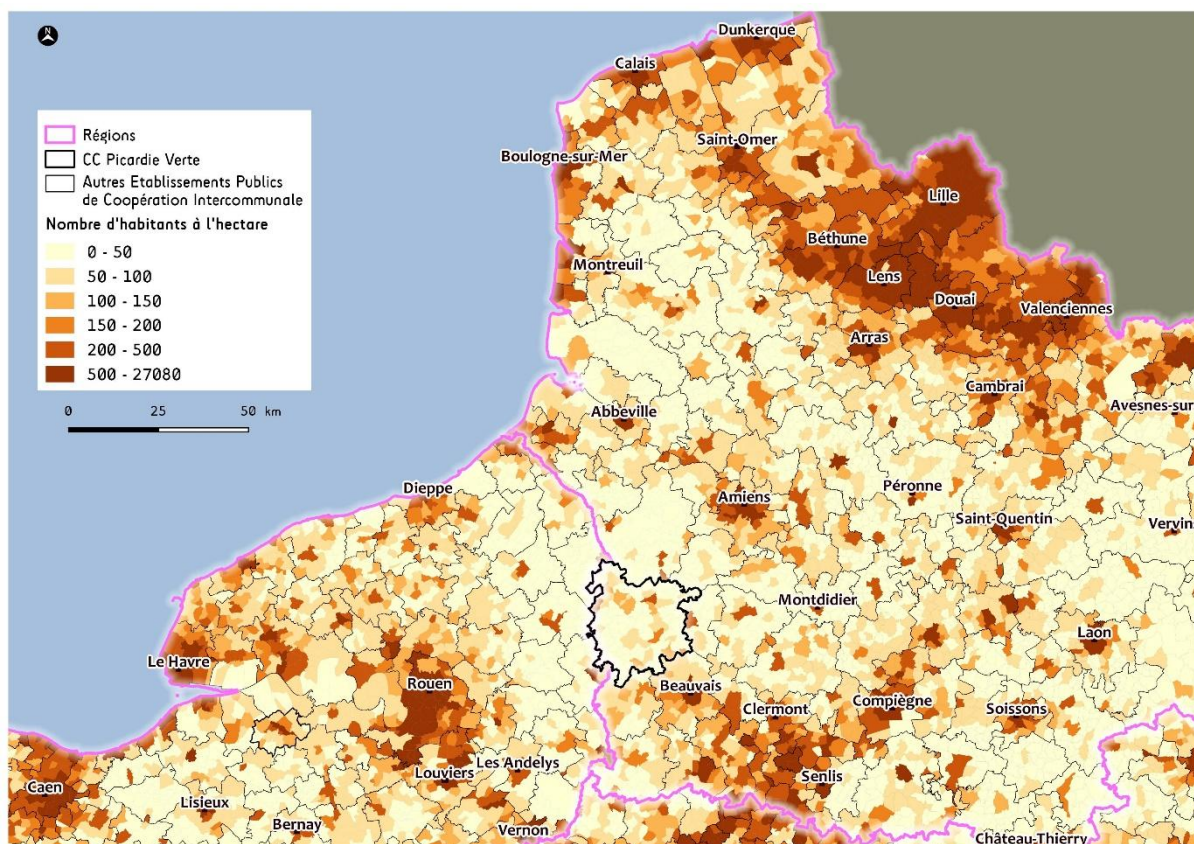 N
Régions
CC Picardie Verte
Autres Etablissements Publics
de Coopération Intercommunale
Nombre d'habitants à l'hectare
0 - 50
50 - 100
100 - 150
150 - 200
200 - 500
500 - 27080
0 25 50 km
Dunkerque
Calais
Saint-Omer
Boulogne-sur-Mer
Lille
Béthune
Montreuil
Lens
Douai
Valenciennes
Arras
Cambrai
Avesnes-sur
Abbeville
Dieppe
Amiens
Péronne
Saint-Quentin
Vervins
Montdidier
Laon
Le Havre
Rouen
Beauvais
Clermont
Compiègne
Soissons
Les Andelys
Louviers
Senlis
Caen
Lisieux
Bernay
Vernon
Château-Thierry